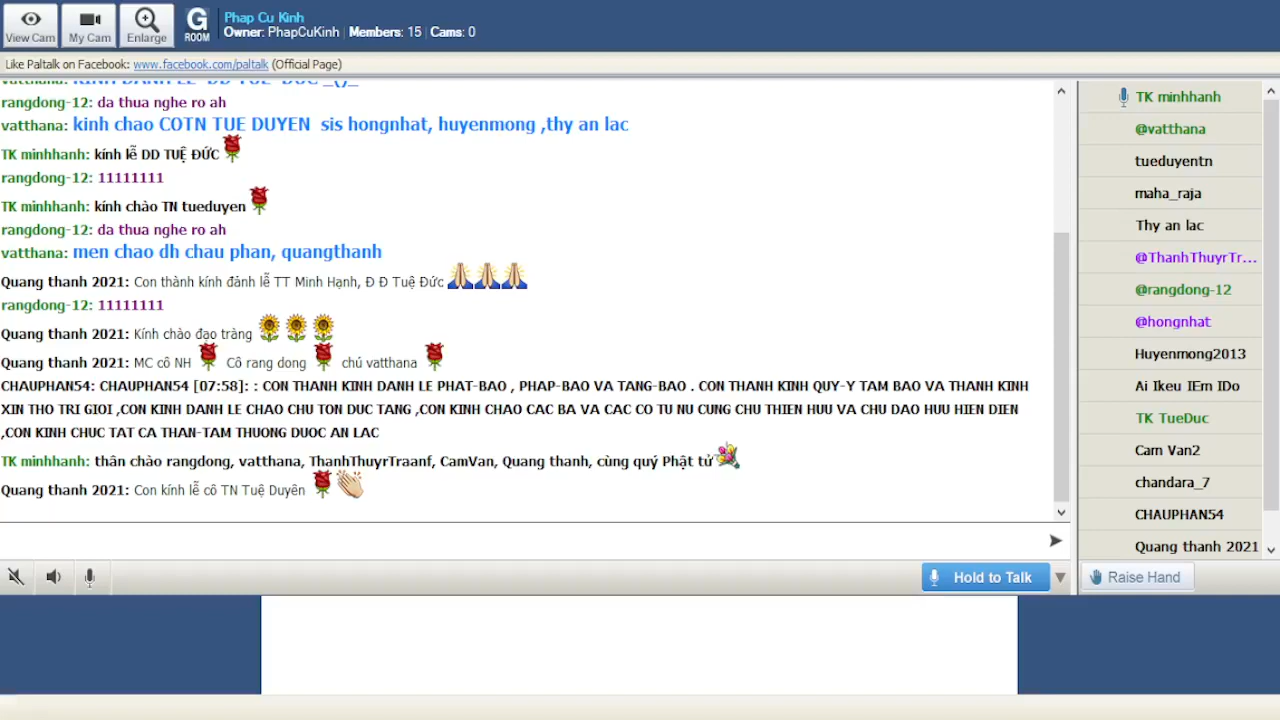 View Cam
My Cam
Enlarge
G
ROOM
Phap Cu Kinh
Owner: PhapCuKinh | Members: 15 | Cams: 0
Like Paltalk on Facebook: www.facebook.com/paltalk (Official Page)
vatthana: KINH DANH LE DD TUE DUC _()_
rangdong-12: da thua nghe ro ah
vatthana: kinh chao COTN TUE DUYEN sis hongnhat, huyenmong ,thy an lac
TK minhhanh: kính lễ DD TUỆ ĐỨC
rangdong-12: 11111111
TK minhhanh: kính chào TN tueduyen
rangdong-12: da thua nghe ro ah
vatthana: men chao dh chau phan, quangthanh
Quang thanh 2021: Con thành kính đảnh lễ TT Minh Hạnh, Đ Đ Tuệ Đức
rangdong-12: 11111111
Quang thanh 2021: Kính chào đạo tràng
Quang thanh 2021: MC cô NH Cô rang dong chú vatthana
CHAUPHAN54: CHAUPHAN54 [07:58]: : CON THANH KINH DANH LE PHAT-BAO , PHAP-BAO VA TANG-BAO . CON THANH KINH QUY-Y TAM BAO VA THANH KINH
XIN THO TRI GIOI ,CON KINH DANH LE CHAO CHU TON DUC TANG ,CON KINH CHAO CAC BA VA CAC CO TU NU CUNG CHU THIEN HUU VA CHU DAO HUU HIEN DIEN
,CON KINH CHUC TAT CA THAN-TAM THUONG DUOC AN LAC
TK minhhanh: thân chào rangdong, vatthana, ThanhThuyrTraanf, CamVan, Quang thanh, cùng quý Phật tử
Quang thanh 2021: Con kính lễ cô TN Tuệ Duyên
TK minhhanh
@vatthana
tueduyentn
maha_raja
Thy an lac
@ThanhThuyrTr...
@rangdong-12
@hongnhat
Huyenmong2013
Ai Ikeu IEm IDo
TK TueDuc
Cam Van2
chandara_7
CHAUPHAN54
Quang thanh 2021
Hold to Talk
Raise Hand